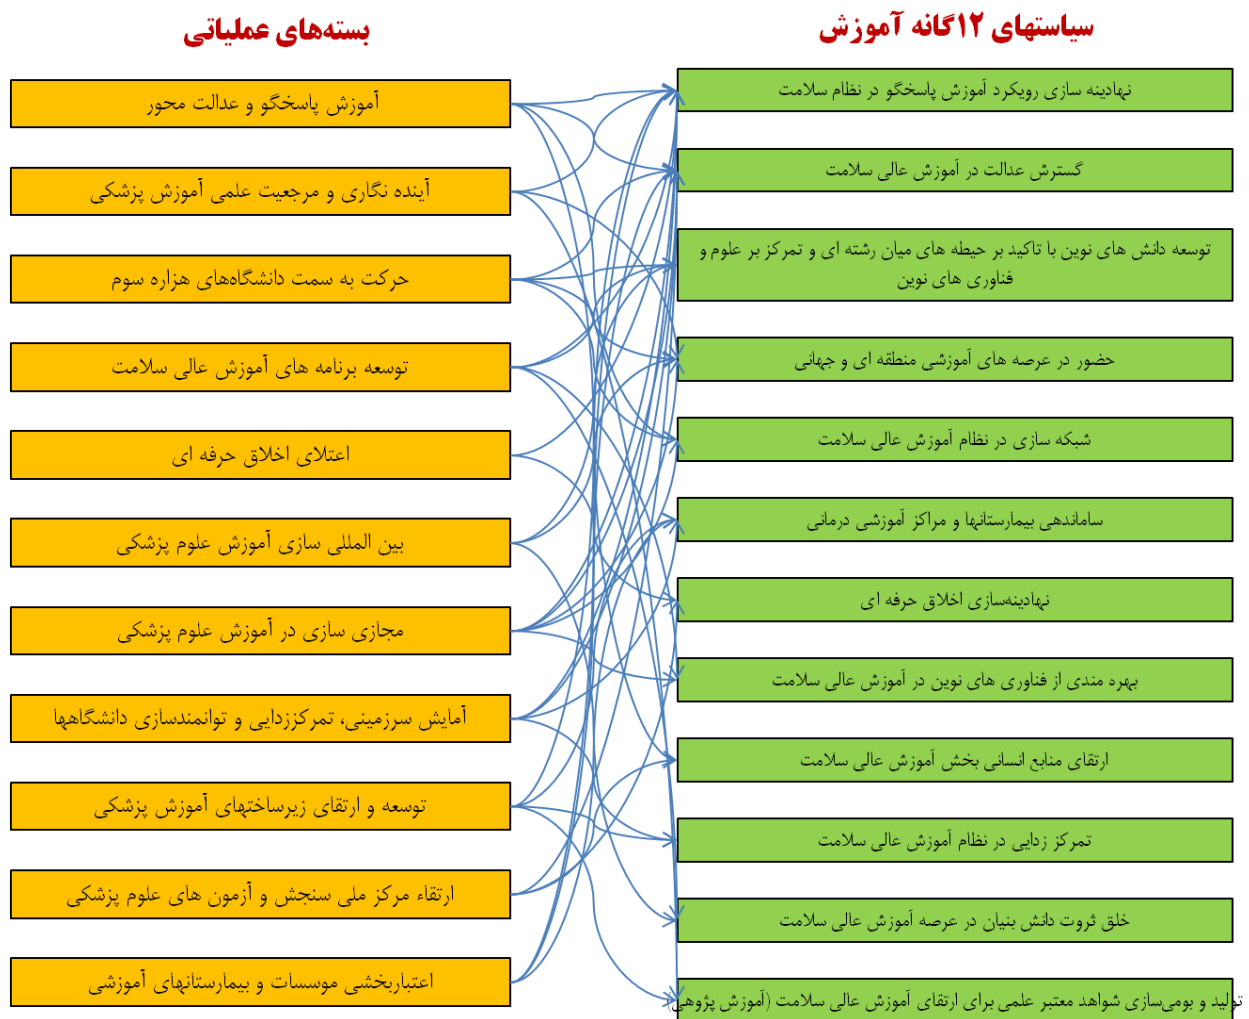 سیاستهای ۱۲گانه آموزش
نهادینه سازی رویکرد آموزش پاسخگو در نظام سلامت
گسترش عدالت در آموزش عالی سلامت
توسعه دانش های نوین با تاکید بر حیطه های میان رشته ای و تمرکز بر علوم و
فناوری های نوین
حضور در عرصه های آموزشی منطقه ای و جهانی
شبکه سازی در نظام آموزش عالی سلامت
ساماندهی بیمارستانها و مراکز آموزشی درمانی
نهادینه‌سازی اخلاق حرفه ای
بهره مندی از فناوری های نوین در آموزش عالی سلامت
ارتقای منابع انسانی بخش آموزش عالی سلامت
تمرکز زدایی در نظام آموزش عالی سلامت
خلق ثروت دانش بنیان در عرصه آموزش عالی سلامت
تولید و بومی‌سازی شواهد معتبر علمی برای ارتقای آموزش عالی سلامت (آموزش پژوهی)
بسته‌های عملیاتی
آموزش پاسخگو و عدالت محور
آینده نگاری و مرجعیت علمی آموزش پزشکی
حرکت به سمت دانشگاه‌های هزاره سوم
توسعه برنامه های آموزش عالی سلامت
اعتلای اخلاق حرفه ای
بین المللی سازی آموزش علوم پزشکی
مجازی سازی در آموزش علوم پزشکی
آمایش سرزمینی، تمرکززدایی و توانمندسازی دانشگاهها
توسعه و ارتقای زیرساختهای آموزش پزشکی
ارتقاء مرکز ملی سنجش و آزمون های علوم پزشکی
اعتباربخشی موسسات و بیمارستانهای آموزشی